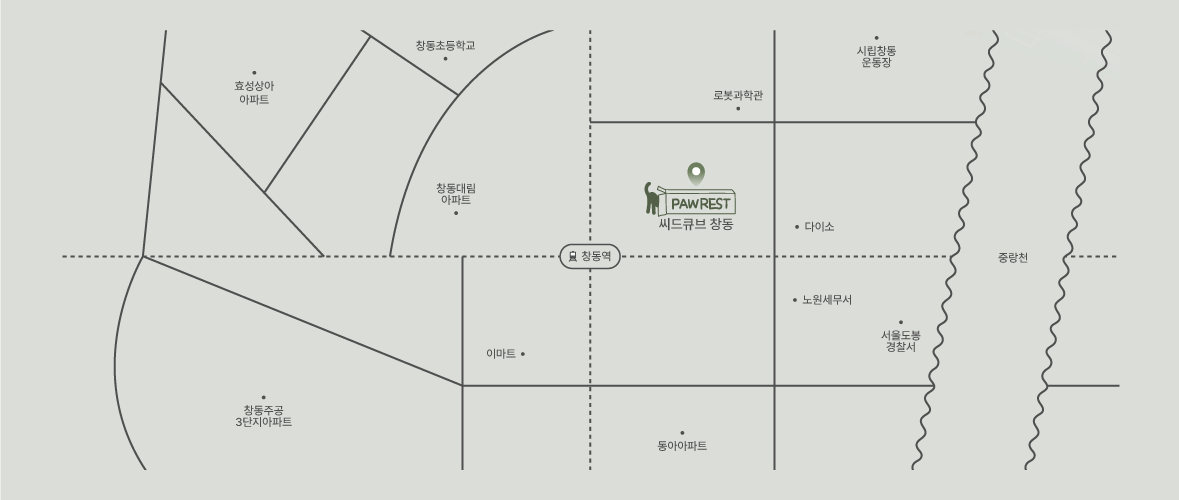 창동초등학교
시립창동
운동장
효성상아
아파트
로봇과학관
창동대림
아파트
PAWREST
씨드큐브 창동
다이소
창동역
중랑천
노원세무서
서울도봉
경찰서
이마트
창동주공
3단지아파트
동아아파트